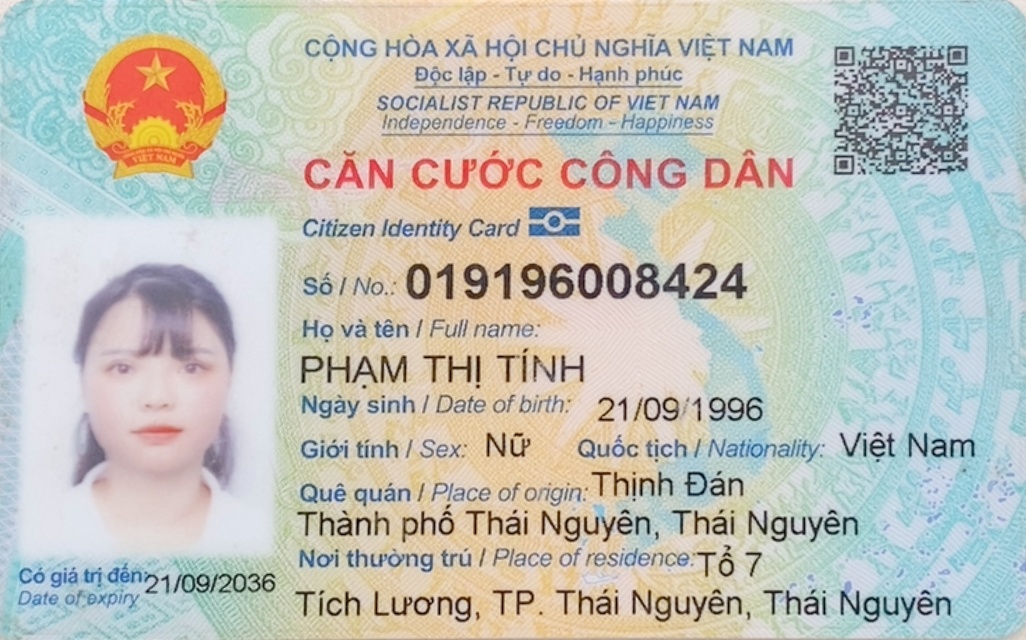 CỘNG HÒA XÃ HỘI CHỦ NGHĨA VIỆT NAM
Độc lập - Tự do - Hạnh phúc
SOCIALIST REPUBLIC OF VIET NAM
Independence - Freedom - Happiness
CĂN CƯỚC CÔNG DÂN
Citizen Identity Card
Số / No.: 019196008424
Họ và tên / Full name:
PHẠM THỊ TÍNH
Ngày sinh / Date of birth: 21/09/1996
Giới tính / Sex: Nữ Quốc tịch / Nationality: Việt Nam
Quê quán / Place of origin: Thịnh Đán
Thành phố Thái Nguyên, Thái Nguyên
Nơi thường trú / Place of residence: Tổ 7
Tích Lương, TP. Thái Nguyên, Thái Nguyên
Có giá trị đến: 21/09/2036
Date of expiry
VIỆT NAM